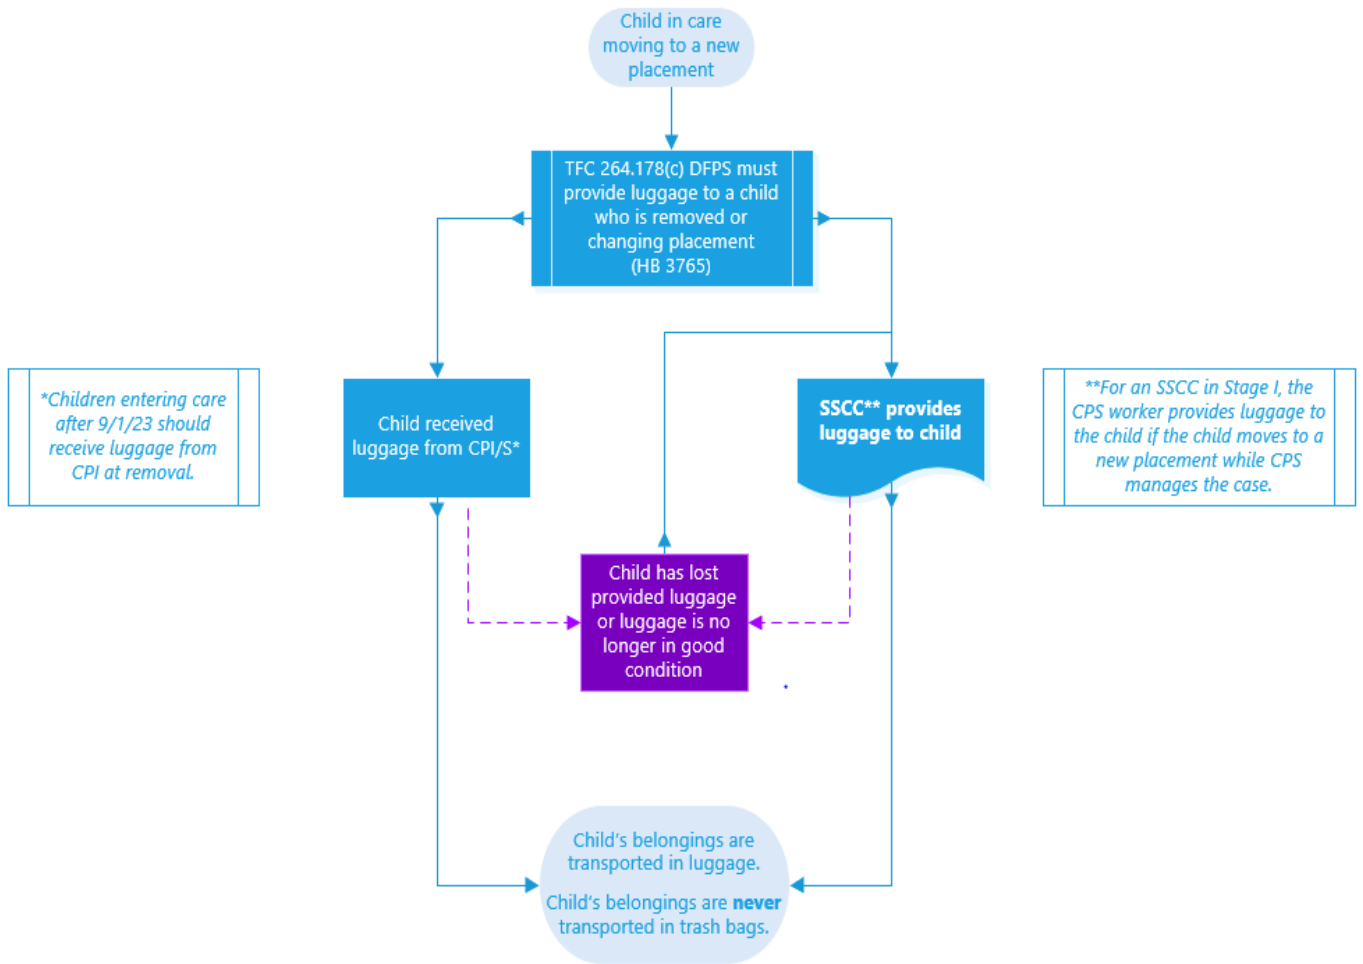 Child in care
moving to a new
placement
TFC 264.178(c) DFPS must
provide luggage to a child
who is removed or
changing placement
(HB 3765)
*Children entering care
after 9/1/23 should
receive luggage from
CPI at removal.
Child received
luggage from CPI/S*
SSCC** provides
luggage to child
**For an SSCC in Stage I, the
CPS worker provides luggage to
the child if the child moves to a
new placement while CPS
manages the case.
Child has lost
provided luggage
or luggage is no
longer in good
condition
Child's belongings are
transported in luggage.
Child's belongings are never
transported in trash bags.